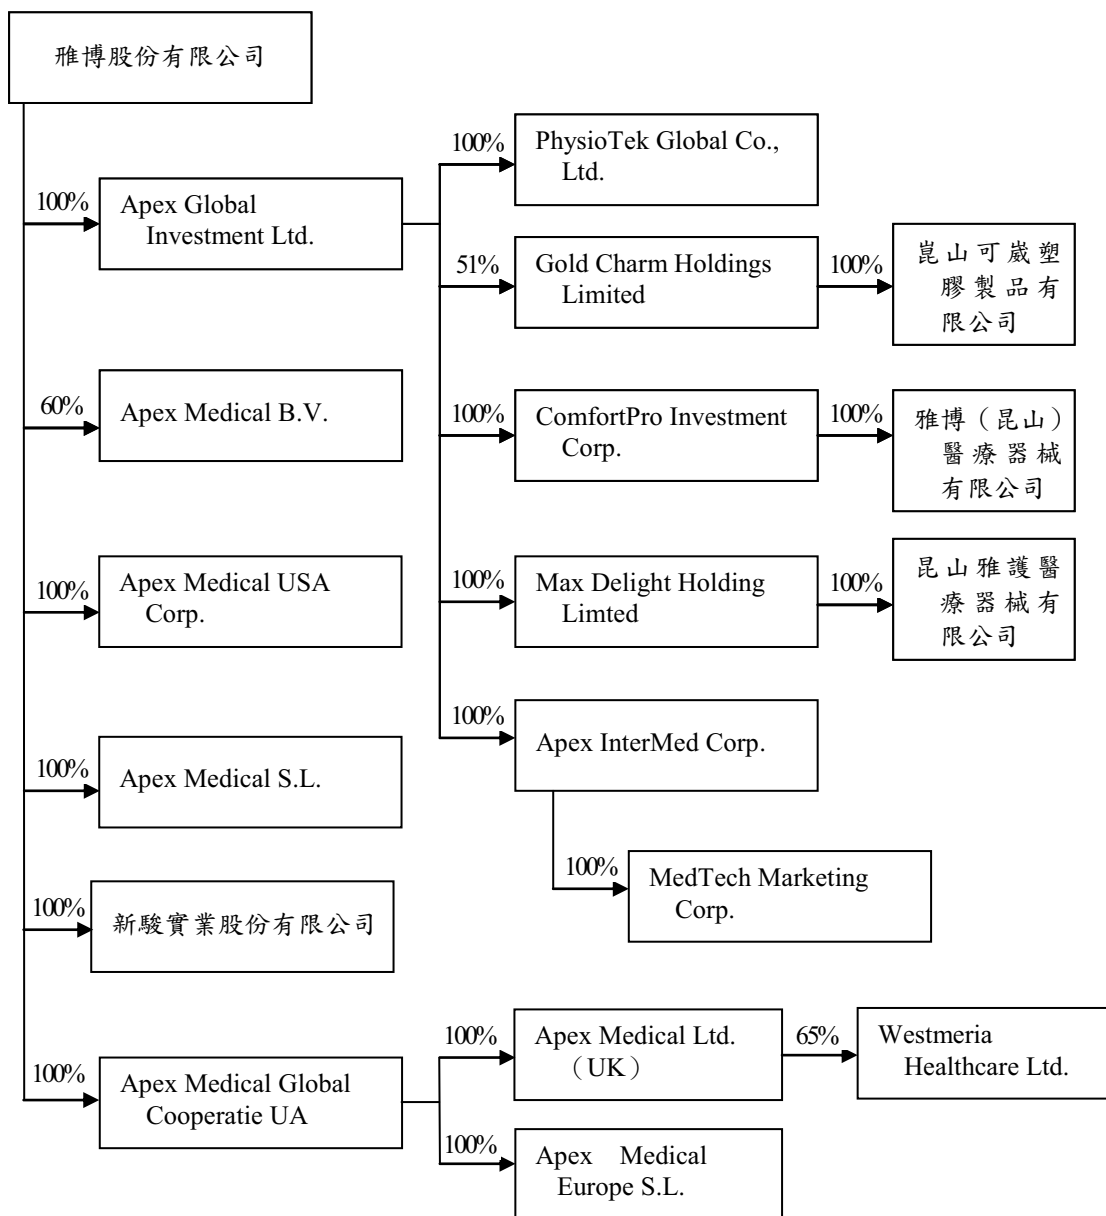 雅博股份有限公司
100%
PhysioTek Global Co.,
Ltd.
100%
Apex Global
Investment Ltd.
51%
Gold Charm Holdings
Limited
100%
崑山可崴塑
膠製品有
限公司
60%
Apex Medical B.V.
100%
ComfortPro Investment
Corp.
100%
雅博（昆山）
醫療器械
有限公司
100%
Apex Medical USA
Corp.
100%
Max Delight Holding
Limted
100%
昆山雅護醫
療器械有
限公司
100%
Apex InterMed Corp.
100%
Apex Medical S.L.
100%
MedTech Marketing
Corp.
100%
新駿實業股份有限公司
100%
Apex Medical Global
Cooperatie UA
100%
Apex Medical Ltd.
（UK）
65%
Westmeria
Healthcare Ltd.
100%
Apex Medical
Europe S.L.